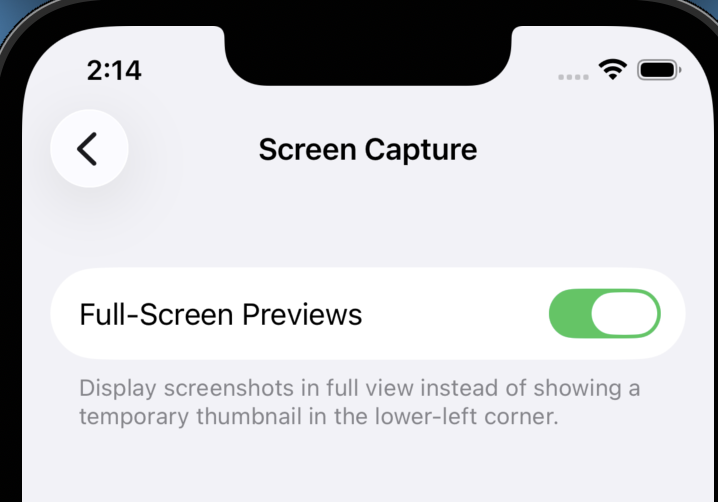 2:14
Screen Capture
Full-Screen Previews
Display screenshots in full view instead of showing a
temporary thumbnail in the lower-left corner.